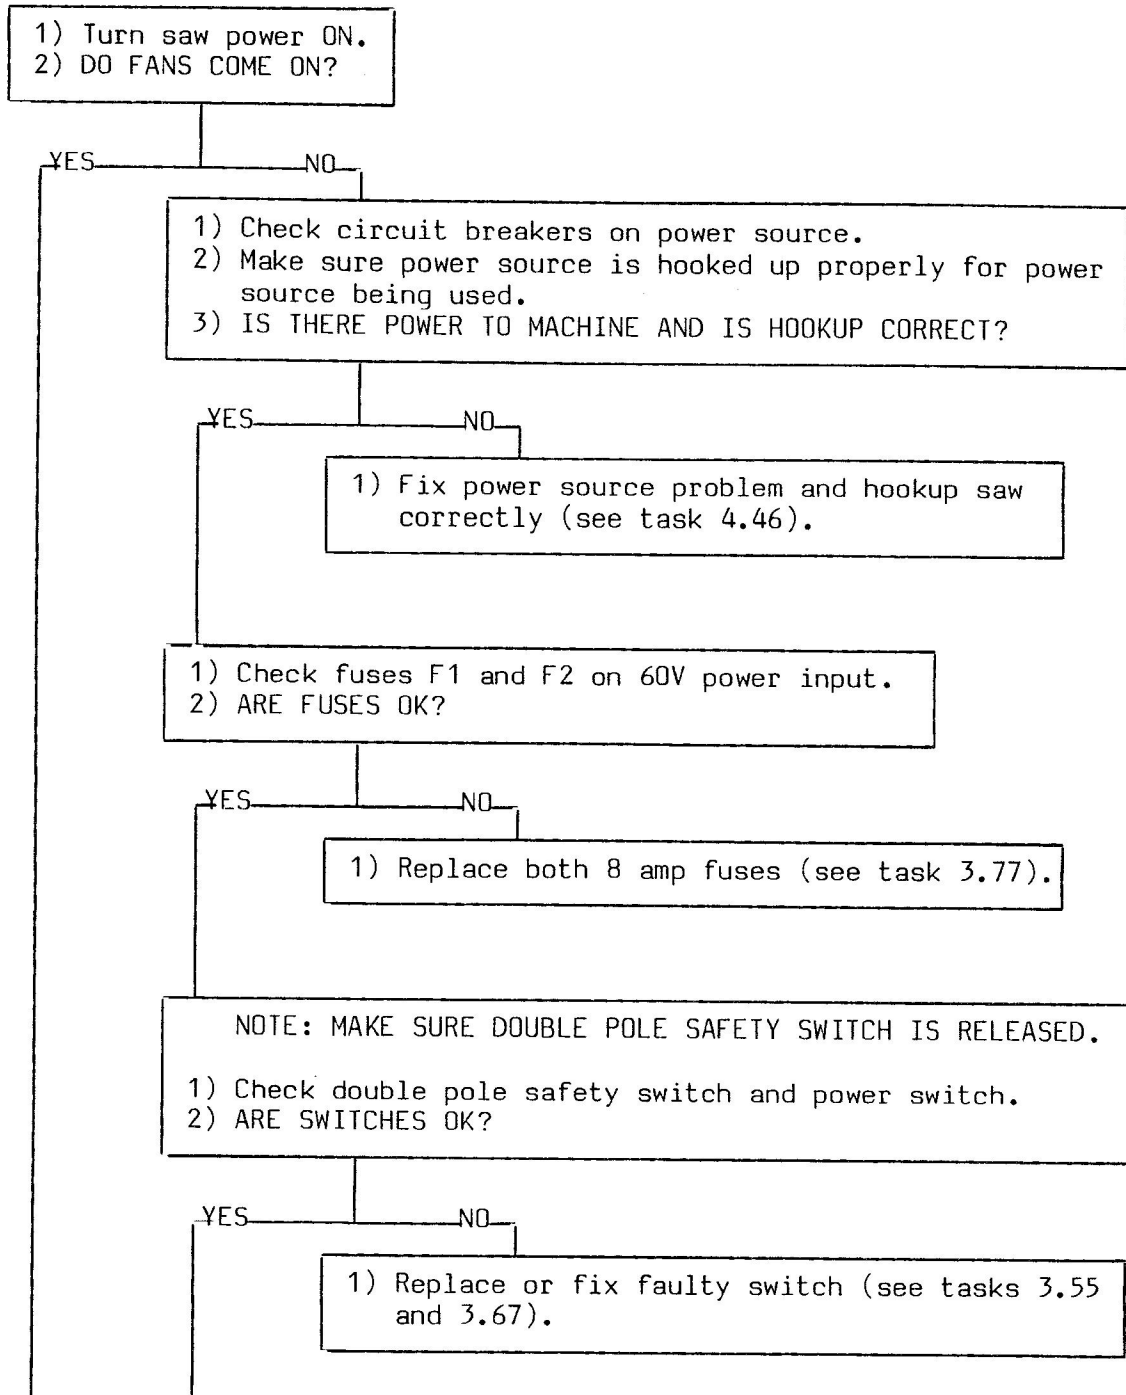 1) Turn saw power ON.
2) DO FANS COME ON?
YES NO
1) Check circuit breakers on power source.
2) Make sure power source is hooked up properly for power
source being used.
3) IS THERE POWER TO MACHINE AND IS HOOKUP CORRECT?
YES NO
1) Fix power source problem and hookup saw
correctly (see task 4.46).
1) Check fuses F1 and F2 on 60V power input.
2) ARE FUSES OK?
YES NO
1) Replace both 8 amp fuses (see task 3.77).
NOTE: MAKE SURE DOUBLE POLE SAFETY SWITCH IS RELEASED.
1) Check double pole safety switch and power switch.
2) ARE SWITCHES OK?
YES NO
1) Replace or fix faulty switch (see tasks 3.55
and 3.67).